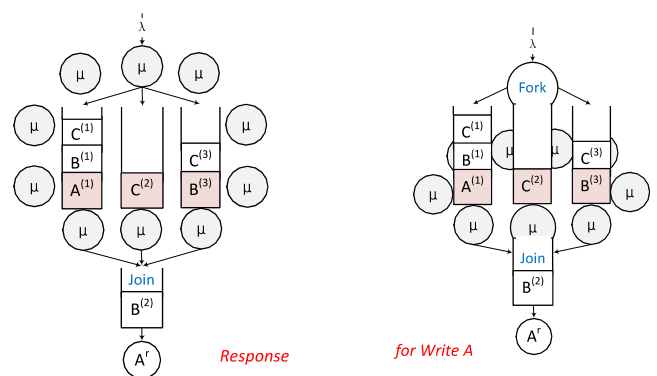 λ
μ
μ
μ
μ
C(1)
B(1)
A(1)
C(2)
C(3)
B(3)
μ
μ
μ
μ
μ
μ
Join
B(2)
Aʳ
Response
λ
Fork
C(1)
B(1)
A(1)
μ
C(2)
μ
C(3)
B(3)
μ
μ
μ
μ
μ
Join
B(2)
Aʳ
for Write A